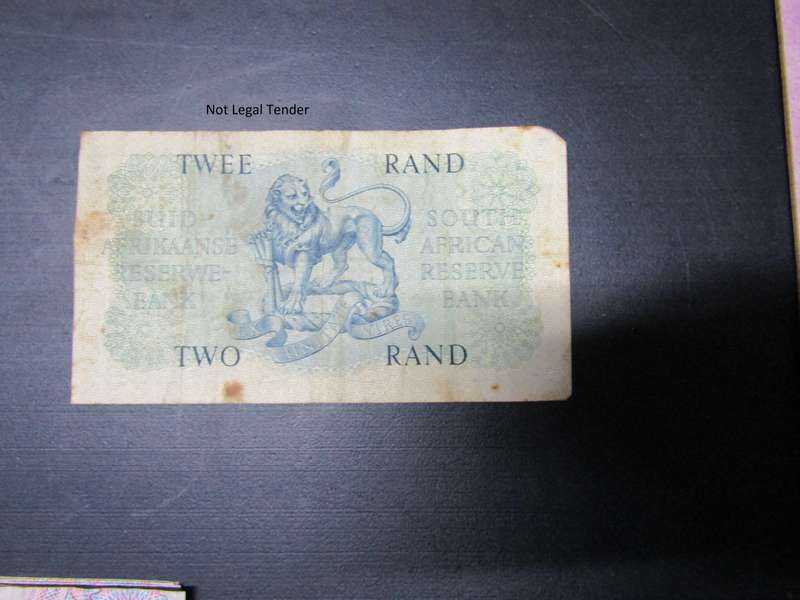 Not Legal Tender
TWEE RAND
SUID- SOUTH
AFRIKAANSE AFRICAN
RESERWE- RESERVE
BANK BANK
TWO RAND